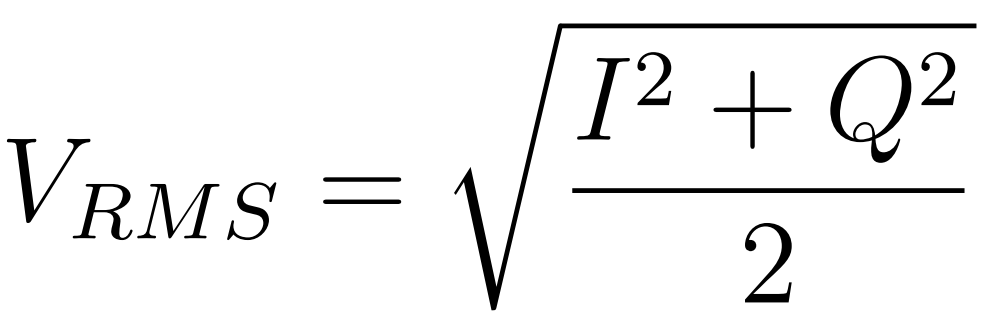 V_{RMS} = \sqrt{\frac{I^2 + Q^2}{2}}